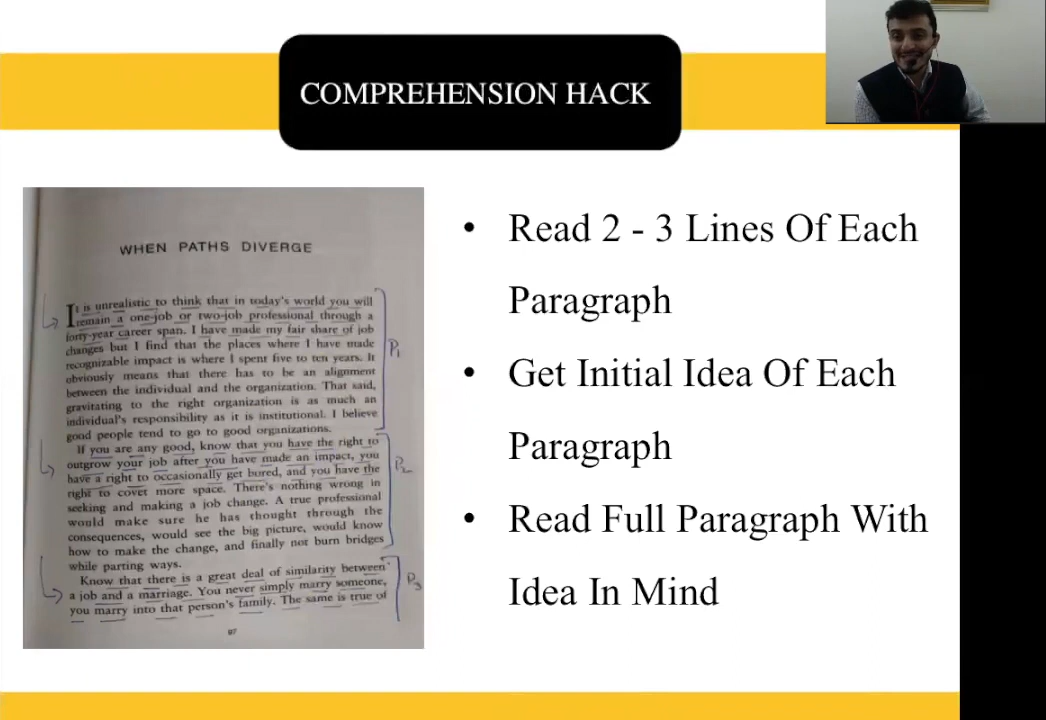 COMPREHENSION HACK
WHEN PATHS DIVERGE
It is unrealistic to think that in today's world you will
remain a one-job or two-job professional through a
forty-year career span. I have made my fair share of job
changes but I find that the places where I have made
recognizable impact is where I spent five to ten years. It
obviously means that there has to be an alignment
between the individual and the organization. That said,
gravitating to the right organization is as much an
individual's responsibility as it is institutional. I believe
good people tend to go to good organizations.
If you are any good, know that you have the right to
outgrow your job after you have made an impact, you
have a right to occasionally get bored, and you have the
right to covet more space. There's nothing wrong in
seeking and making a job change. A true professional
would make sure he has thought through the
consequences, would see the big picture, would know
how to make the change, and finally not burn bridges
while parting ways.
Know that there is a great deal of similarity between
a job and a marriage. You never simply marry someone,
you marry into that person's family. The same is true of
97
P1
P2
P3
• Read 2 - 3 Lines Of Each
Paragraph
• Get Initial Idea Of Each
Paragraph
• Read Full Paragraph With
Idea In Mind